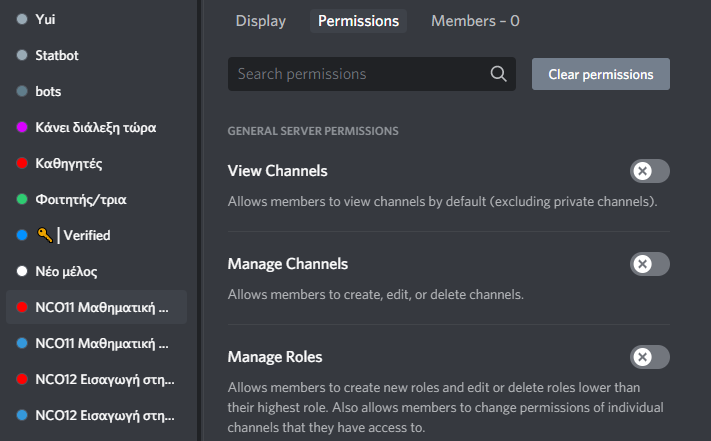 Yui
Statbot
bots
Κάνει διάλεξη τώρα
Καθηγητές
Φοιτητής/τρια
| Verified
Νέο μέλος
NCO11 Μαθηματική ...
NCO11 Μαθηματική ...
NCO12 Εισαγωγή στη...
NCO12 Εισαγωγή στη...
Display Permissions Members – 0
Search permissions Clear permissions
GENERAL SERVER PERMISSIONS
View Channels
Allows members to view channels by default (excluding private channels).
Manage Channels
Allows members to create, edit, or delete channels.
Manage Roles
Allows members to create new roles and edit or delete roles lower than
their highest role. Also allows members to change permissions of individual
channels that they have access to.